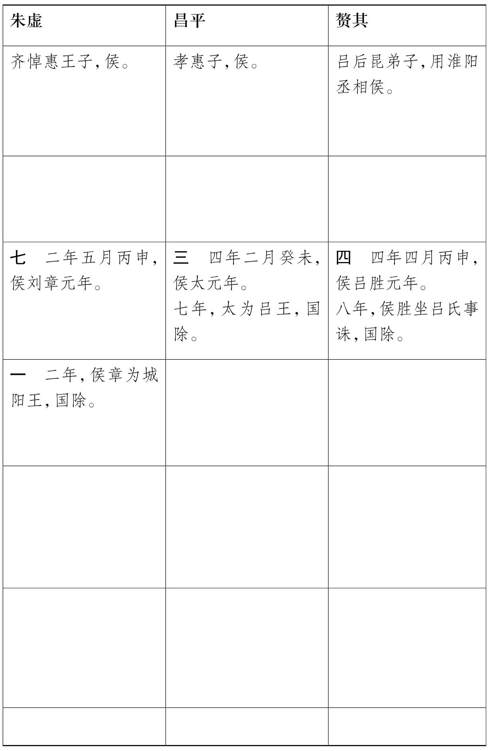 朱虚
昌平
赘其
齐悼惠王子,侯。
孝惠子,侯。
吕后昆弟子,用淮阳
丞相侯。
七　二年五月丙申,
侯刘章元年。
三　四年二月癸未,
侯太元年。
七年,太为吕王,国
除。
四　四年四月丙申,
侯吕胜元年。
八年,侯胜坐吕氏事
诛,国除。
一　二年,侯章为城
阳王,国除。